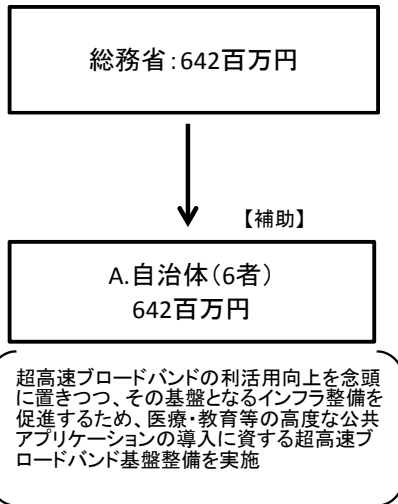 総務省：642百万円
【補助】
A.自治体（6者）
642百万円
超高速ブロードバンドの利活用向上を念頭
に置きつつ、その基盤となるインフラ整備を
促進するため、医療・教育等の高度な公共
アプリケーションの導入に資する超高速ブ
ロードバンド基盤整備を実施